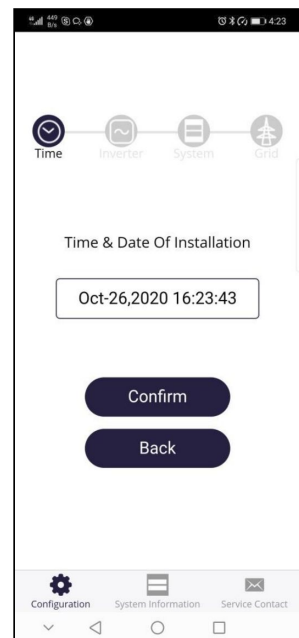 449
B/s
4:23
Time
Inverter
System
Grid
Time & Date Of Installation
Oct-26,2020 16:23:43
Confirm
Back
Configuration
System Information
Service Contact